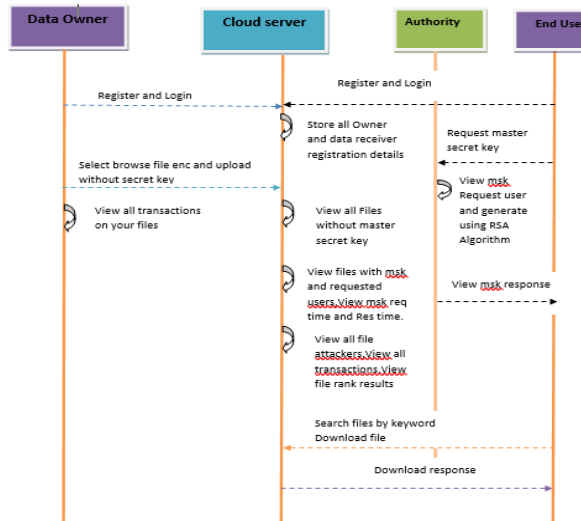 Data Owner
Cloud server
Authority
End Use
Register and Login
Register and Login
Store all Owner
and data receiver
registration details
Request master
secret key
Select browse file enc and upload
without secret key
View msk
Request user
and generate
using RSA
Algorithm
View all transactions
on your files
View all Files
without master
secret key
View files with msk
and requested
users,View msk req
time and Res time.
View msk response
View all file
attackers,View all
transactions,View
file rank results
Search files by keyword
Download file
Download response